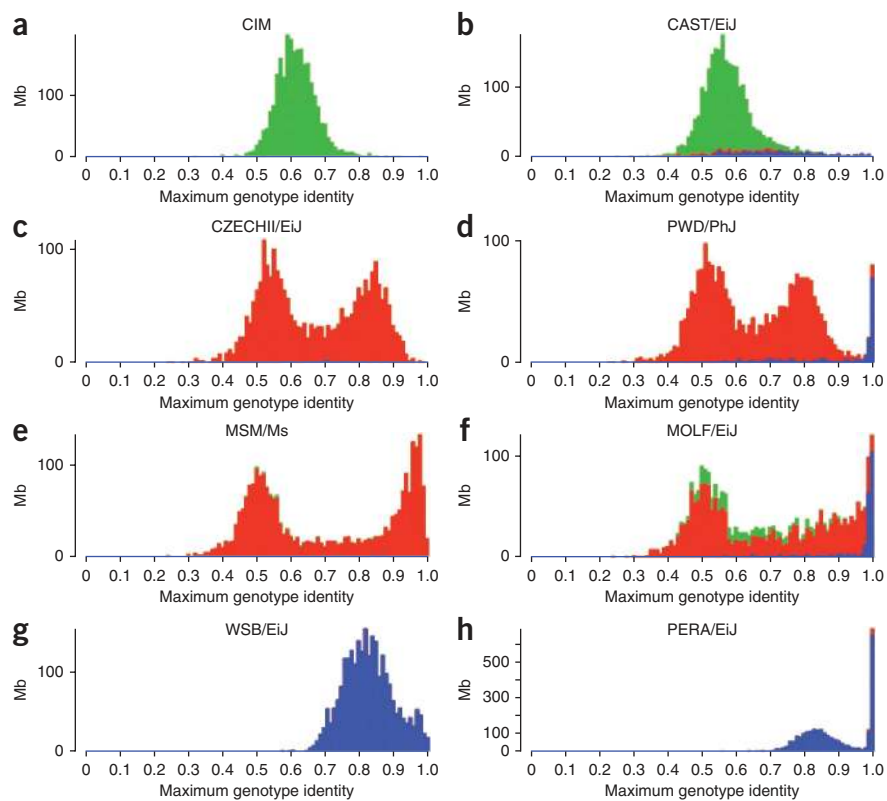 a
CIM
Mb
100
0
0 0.1 0.2 0.3 0.4 0.5 0.6 0.7 0.8 0.9 1.0
Maximum genotype identity
b
CAST/EiJ
Mb
100
0
0 0.1 0.2 0.3 0.4 0.5 0.6 0.7 0.8 0.9 1.0
Maximum genotype identity
c
CZECHII/EiJ
Mb
100
0
0 0.1 0.2 0.3 0.4 0.5 0.6 0.7 0.8 0.9 1.0
Maximum genotype identity
d
PWD/PhJ
Mb
100
0
0 0.1 0.2 0.3 0.4 0.5 0.6 0.7 0.8 0.9 1.0
Maximum genotype identity
e
MSM/Ms
Mb
100
0
0 0.1 0.2 0.3 0.4 0.5 0.6 0.7 0.8 0.9 1.0
Maximum genotype identity
f
MOLF/EiJ
Mb
100
0
0 0.1 0.2 0.3 0.4 0.5 0.6 0.7 0.8 0.9 1.0
Maximum genotype identity
g
WSB/EiJ
Mb
100
0
0 0.1 0.2 0.3 0.4 0.5 0.6 0.7 0.8 0.9 1.0
Maximum genotype identity
h
PERA/EiJ
Mb
500
300
100
0
0 0.1 0.2 0.3 0.4 0.5 0.6 0.7 0.8 0.9 1.0
Maximum genotype identity